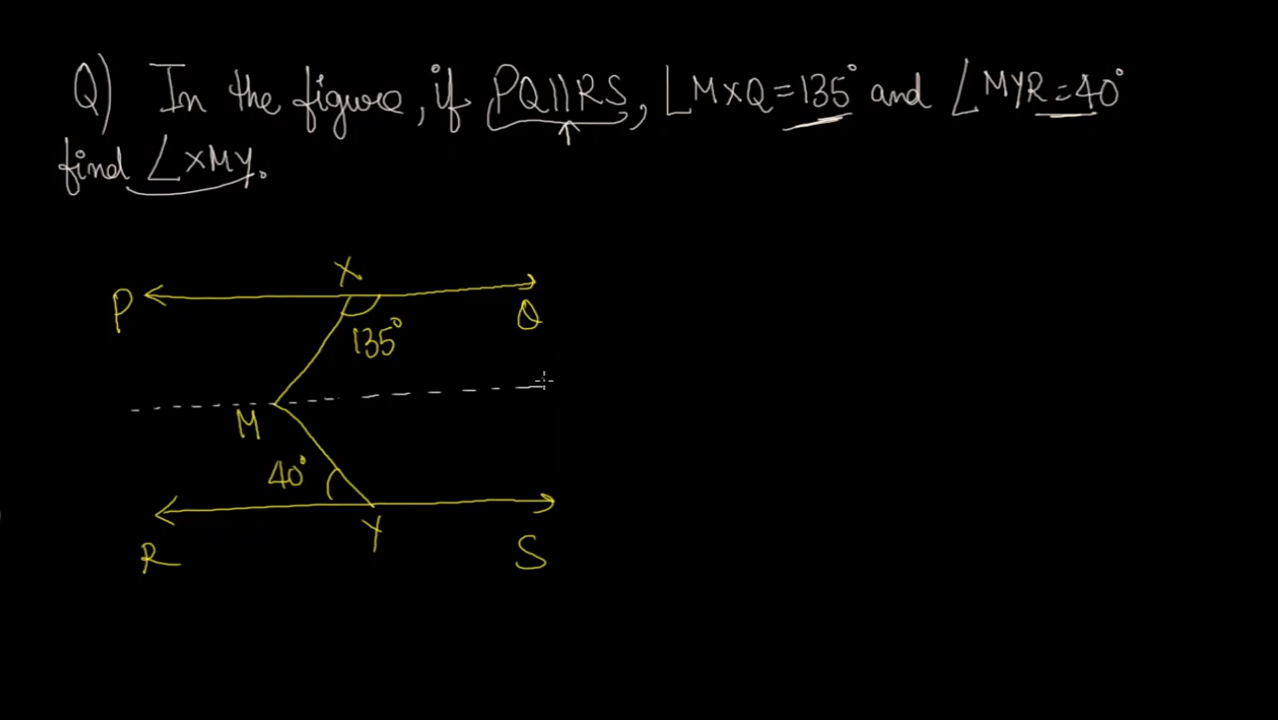 Q) In the figure, if PQ||RS, ∠MXQ=135° and ∠MYR=40°
find ∠XMY.
X
P
Q
135°
M
40°
Y
R
S